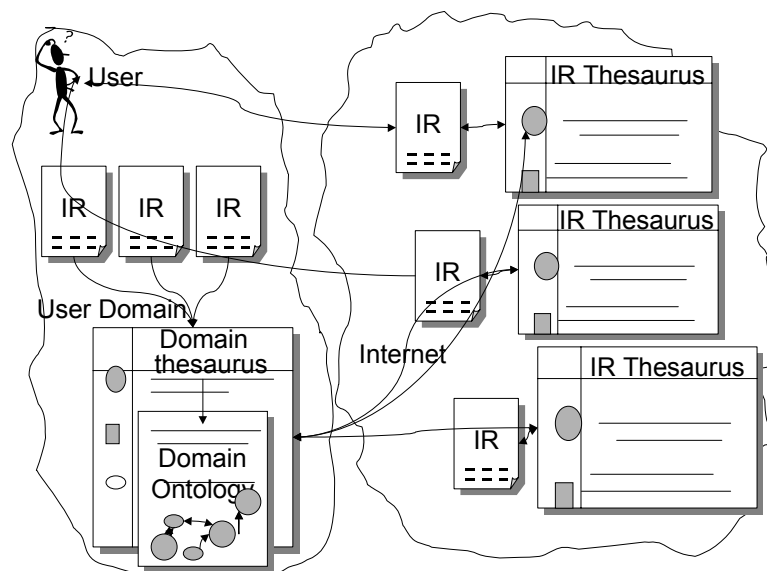 ?
User
IR Thesaurus
IR
IR IR IR
IR Thesaurus
IR
User Domain
Domain
thesaurus
Internet
IR Thesaurus
IR
Domain
Ontology